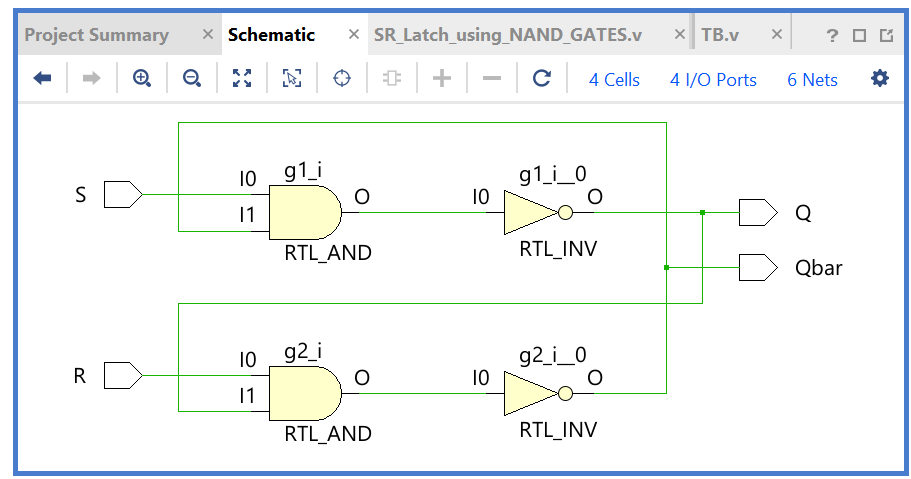 Project Summary × Schematic × SR_Latch_using_NAND_GATES.v × TB.v × ?
4 Cells 4 I/O Ports 6 Nets
g1_i g1_i__0
S I0 O I0 O Q
I1
RTL_AND RTL_INV
Qbar
g2_i g2_i__0
R I0 O I0 O
I1
RTL_AND RTL_INV